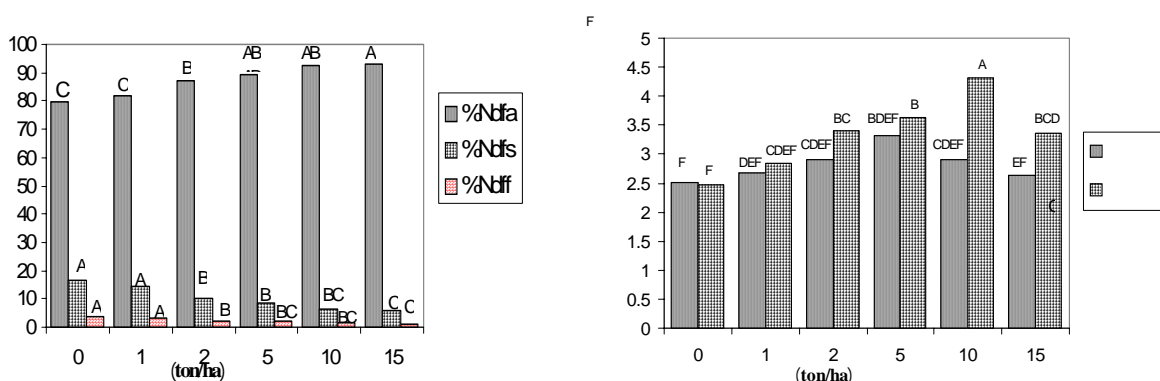 F
100
90
80
70
60
50
40
30
20
10
0
C
C
B
AB
AB
A
A
A
B
B
BC
C
A
A
B
BC
BC
C
0 1 2 5 10 15
(ton/ha)
%Ndfa
%Ndfs
%Ndff
5
4.5
4
3.5
3
2.5
2
1.5
1
0.5
0
F
F
DEF
CDEF
CDEF
BC
BDEF
B
CDEF
A
EF
BCD
C
0 1 2 5 10 15
(ton/ha)